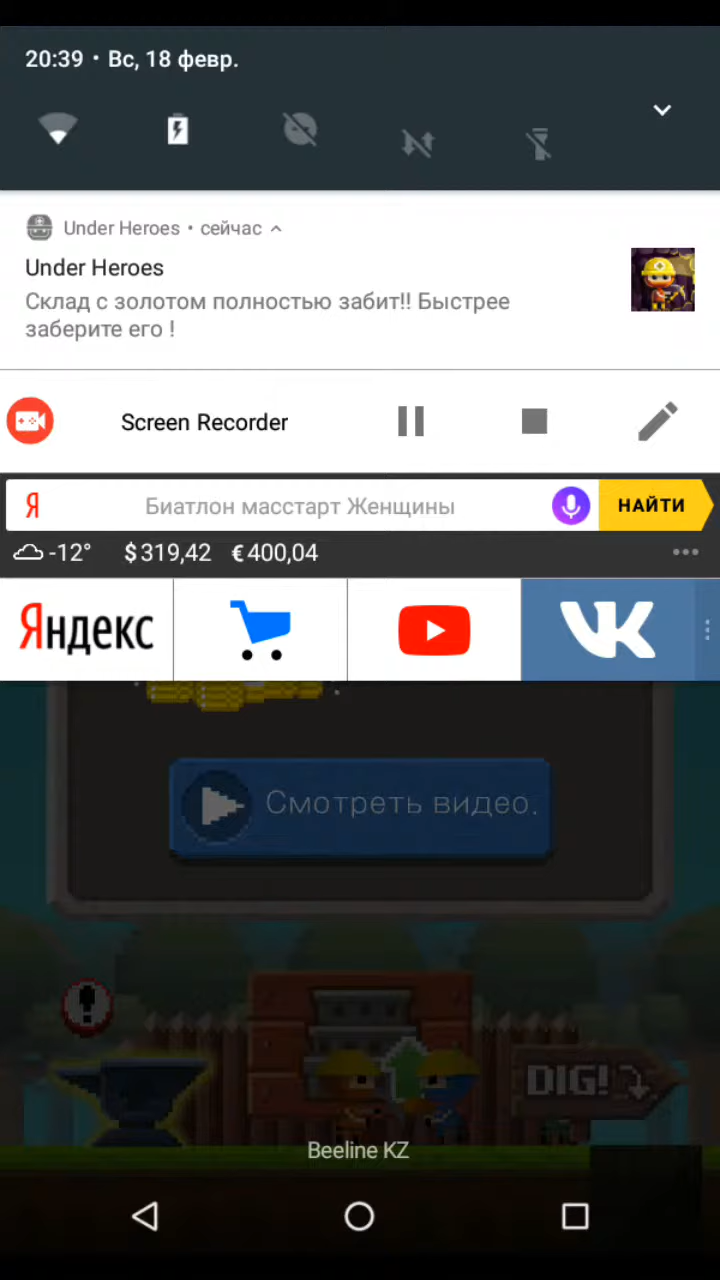 20:39 • Вс, 18 февр.
Under Heroes • сейчас
Under Heroes
Склад с золотом полностью забит!! Быстрее
заберите его !
Screen Recorder
Я Биатлон масстарт Женщины НАЙТИ
-12° $319,42 €400,04
Яндекс
Смотреть видео.
DIG!
Beeline KZ